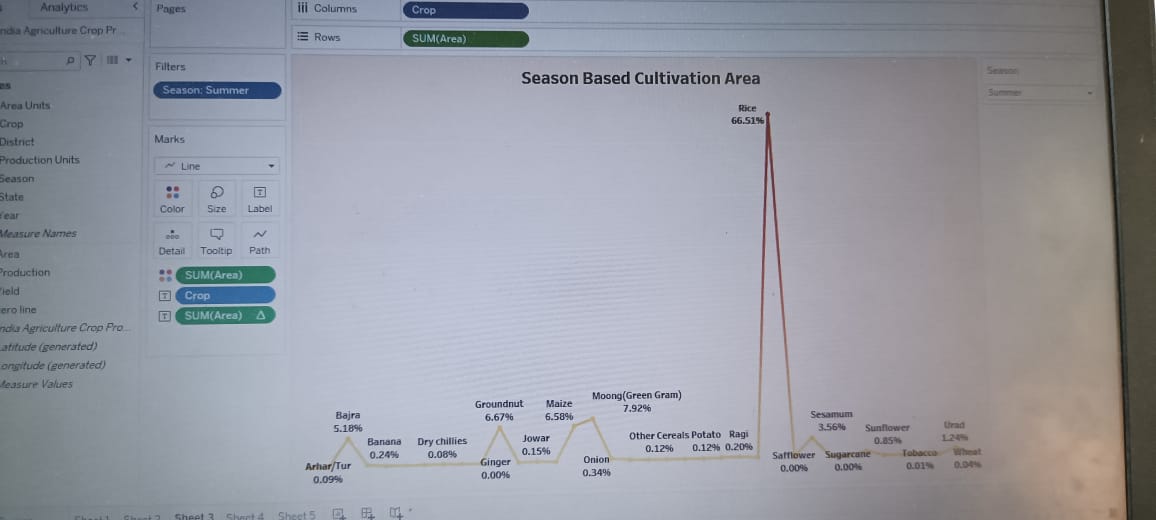 Analytics
Pages
Columns
Crop
Rows
SUM(Area)
ndia Agriculture Crop Pr...
Filters
Season: Summer
Area Units
Crop
District
Production Units
Season
State
Year
Measure Names
Area
Production
Yield
ndia Agriculture Crop Pro...
atitude (generated)
ongitude (generated)
Measure Values
Marks
Line
Color
Size
Label
Detail
Tooltip
Path
SUM(Area)
Crop
SUM(Area)
Season Based Cultivation Area
Season
Summer
Rice
66.51%
Arhar/Tur
0.09%
Bajra
5.18%
Banana
0.24%
Dry chillies
0.08%
Groundnut
6.67%
Ginger
0.00%
Jowar
0.15%
Maize
6.58%
Moong(Green Gram)
7.92%
Onion
0.34%
Other Cereals
0.12%
Potato
0.12%
Ragi
0.20%
Safflower
0.00%
Sesamum
3.56%
Sugarcane
0.00%
Sunflower
0.85%
Tobacco
0.01%
Urad
1.24%
Wheat
0.04%
Sheet 1
Sheet 2
Sheet 3
Sheet 4
Sheet 5